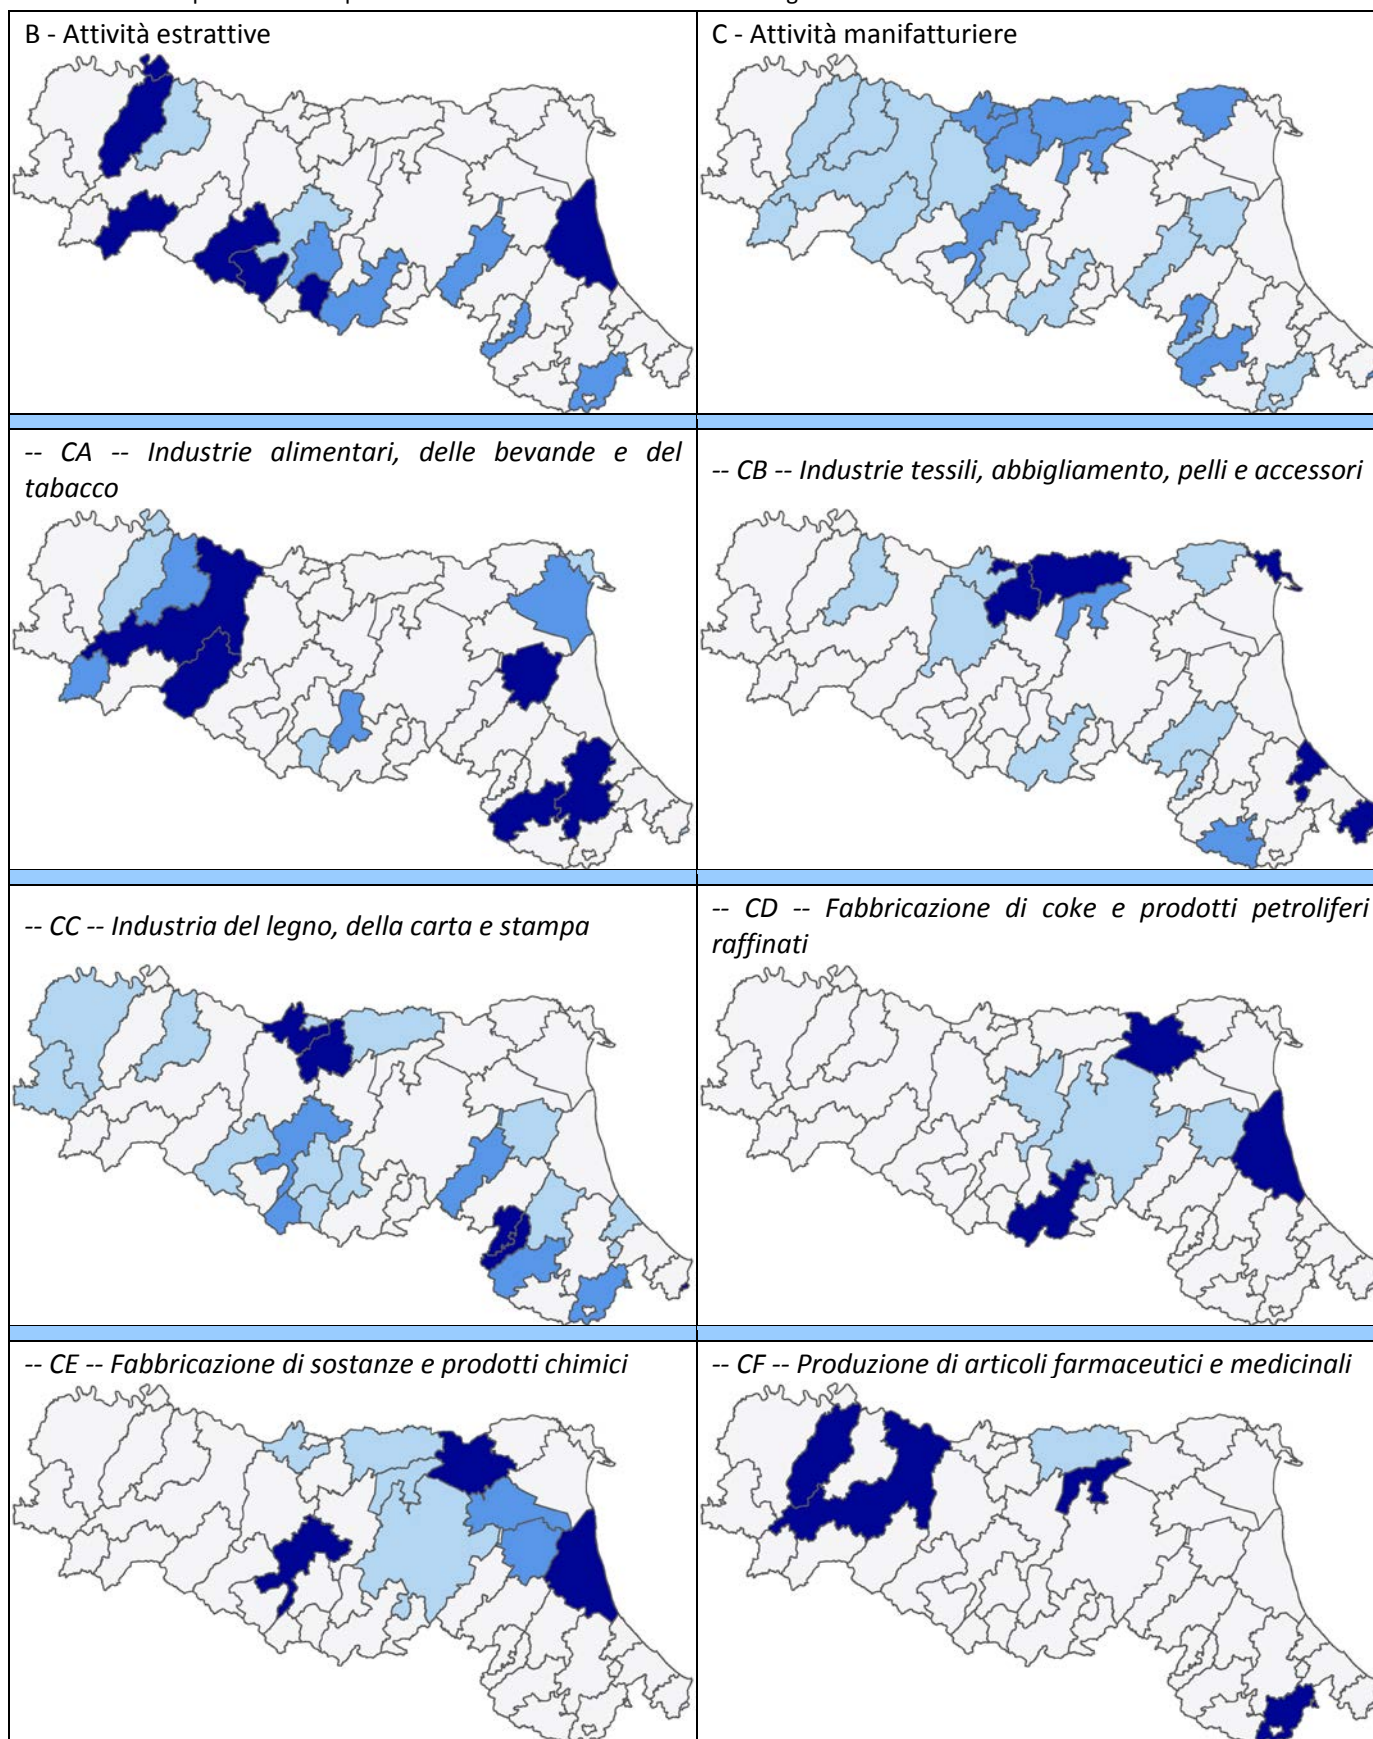 B - Attività estrattive
C - Attività manifatturiere
-- CA -- Industrie alimentari, delle bevande e del
tabacco
-- CB -- Industrie tessili, abbigliamento, pelli e accessori
-- CC -- Industria del legno, della carta e stampa
-- CD -- Fabbricazione di coke e prodotti petroliferi
raffinati
-- CE -- Fabbricazione di sostanze e prodotti chimici
-- CF -- Produzione di articoli farmaceutici e medicinali